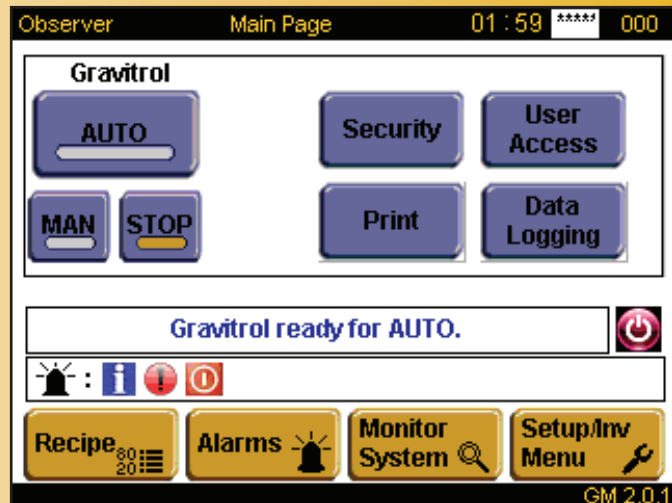 Observer Main Page 01:59 ***** 000
Gravitrol
AUTO
Security
User
Access
MAN STOP
Print
Data
Logging
Gravitrol ready for AUTO.
:
Recipe 80
20
Alarms
Monitor
System
Setup/Inv
Menu
GM 2.0.1